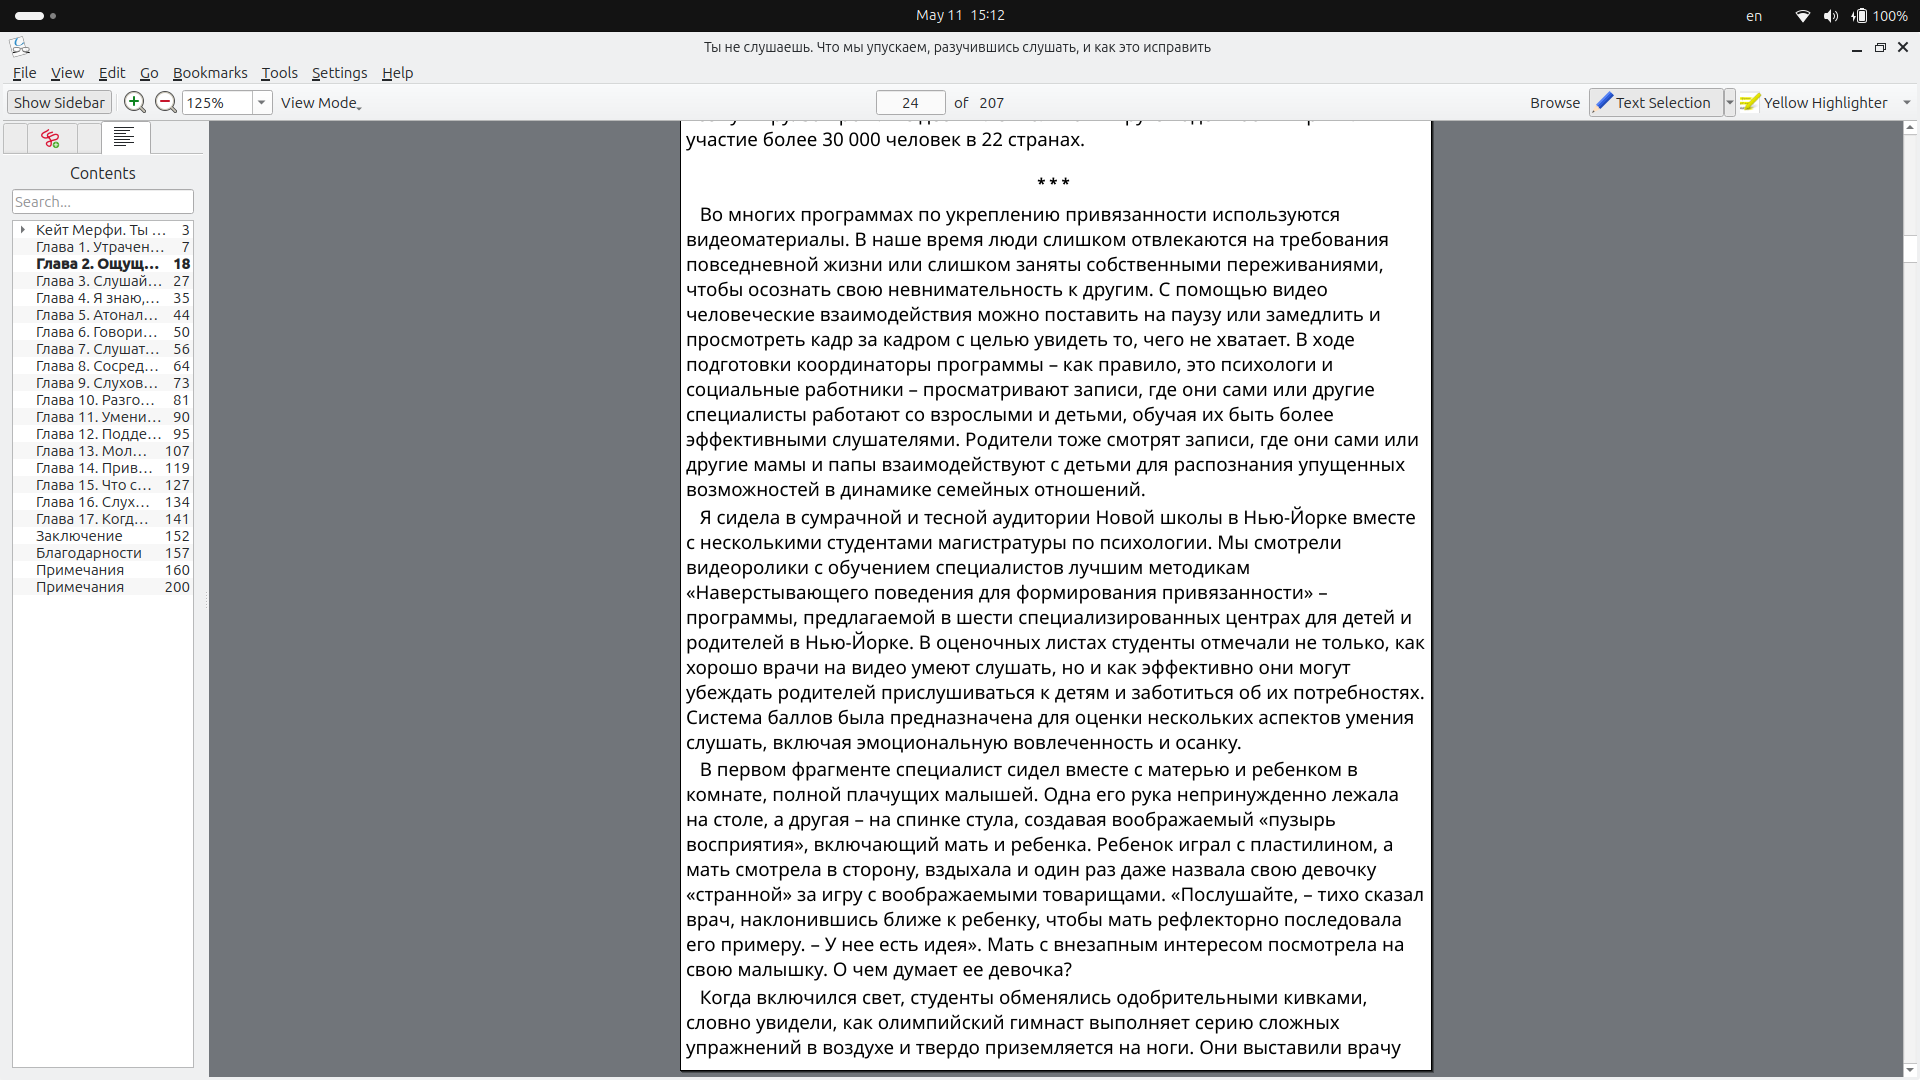 May 11 15:12
en
100%
Ты не слушаешь. Что мы упускаем, разучившись слушать, и как это исправить
File View Edit Go Bookmarks Tools Settings Help
Show Sidebar
125%
View Mode
24 of 207
Browse
Text Selection
Yellow Highlighter
Contents
Search...
Кейт Мерфи. Ты ... 3
Глава 1. Утрачен... 7
Глава 2. Ощущ... 18
Глава 3. Слушай... 27
Глава 4. Я знаю,... 35
Глава 5. Атонал... 44
Глава 6. Говори... 50
Глава 7. Слушат... 56
Глава 8. Сосред... 64
Глава 9. Слухов... 73
Глава 10. Разго... 81
Глава 11. Умени... 90
Глава 12. Подде... 95
Глава 13. Мол... 107
Глава 14. Прив... 119
Глава 15. Что с... 127
Глава 16. Слух... 134
Глава 17. Когд... 141
Заключение 152
Благодарности 157
Примечания 160
Примечания 200
участие более 30 000 человек в 22 странах.
* * *
Во многих программах по укреплению привязанности используются
видеоматериалы. В наше время люди слишком отвлекаются на требования
повседневной жизни или слишком заняты собственными переживаниями,
чтобы осознать свою невнимательность к другим. С помощью видео
человеческие взаимодействия можно поставить на паузу или замедлить и
просмотреть кадр за кадром с целью увидеть то, чего не хватает. В ходе
подготовки координаторы программы – как правило, это психологи и
социальные работники – просматривают записи, где они сами или другие
специалисты работают со взрослыми и детьми, обучая их быть более
эффективными слушателями. Родители тоже смотрят записи, где они сами или
другие мамы и папы взаимодействуют с детьми для распознания упущенных
возможностей в динамике семейных отношений.
Я сидела в сумрачной и тесной аудитории Новой школы в Нью-Йорке вместе
с несколькими студентами магистратуры по психологии. Мы смотрели
видеоролики с обучением специалистов лучшим методикам
«Наверстывающего поведения для формирования привязанности» –
программы, предлагаемой в шести специализированных центрах для детей и
родителей в Нью-Йорке. В оценочных листах студенты отмечали не только, как
хорошо врачи на видео умеют слушать, но и как эффективно они могут
убеждать родителей прислушиваться к детям и заботиться об их потребностях.
Система баллов была предназначена для оценки нескольких аспектов умения
слушать, включая эмоциональную вовлеченность и осанку.
В первом фрагменте специалист сидел вместе с матерью и ребенком в
комнате, полной плачущих малышей. Одна его рука непринужденно лежала
на столе, а другая – на спинке стула, создавая воображаемый «пузырь
восприятия», включающий мать и ребенка. Ребенок играл с пластилином, а
мать смотрела в сторону, вздыхала и один раз даже назвала свою девочку
«странной» за игру с воображаемыми товарищами. «Послушайте, – тихо сказал
врач, наклонившись ближе к ребенку, чтобы мать рефлекторно последовала
его примеру. – У нее есть идея». Мать с внезапным интересом посмотрела на
свою малышку. О чем думает ее девочка?
Когда включился свет, студенты обменялись одобрительными кивками,
словно увидели, как олимпийский гимнаст выполняет серию сложных
упражнений в воздухе и твердо приземляется на ноги. Они выставили врачу